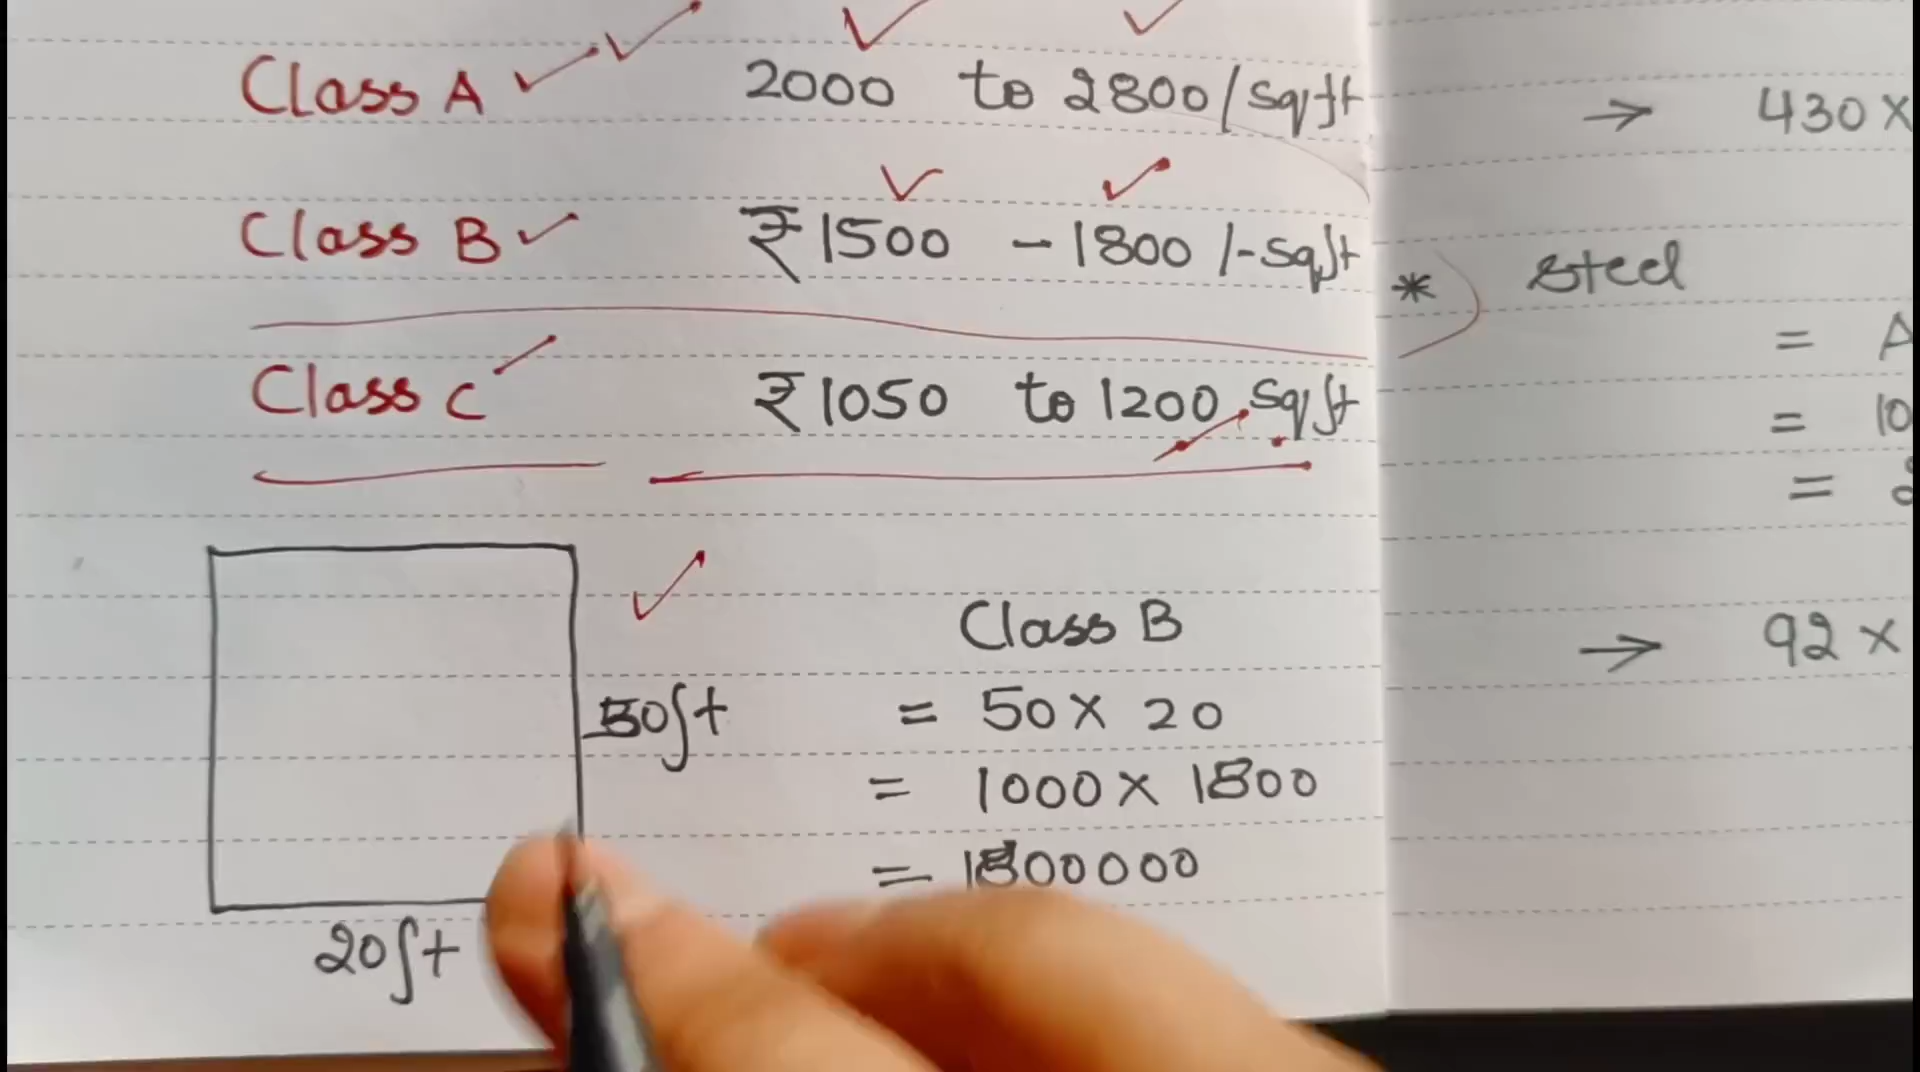 Class A 2000 to 2800/sqft
Class B ₹1500 - 1800/-sqft
Class C ₹1050 to 1200 sqft
50ft
20ft
Class B
= 50 x 20
= 1000 x 1800
= 1800000
→ 430 x
* steel
= A
= 10
=
→ 92 x